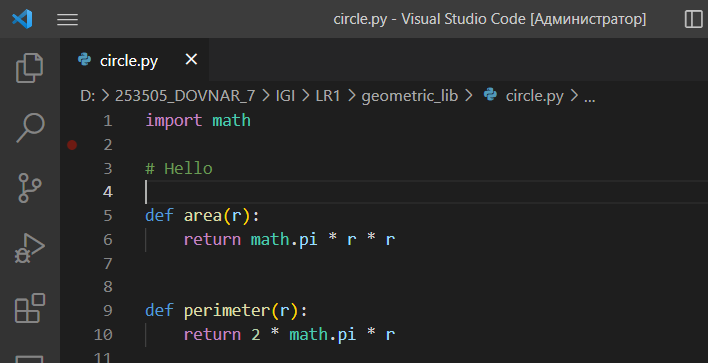 circle.py - Visual Studio Code [Администратор]
circle.py
D: > 253505_DOVNAR_7 > IGI > LR1 > geometric_lib > circle.py > ...
1 import math
2
3 # Hello
4
5 def area(r):
6 return math.pi * r * r
7
8
9 def perimeter(r):
10 return 2 * math.pi * r
11